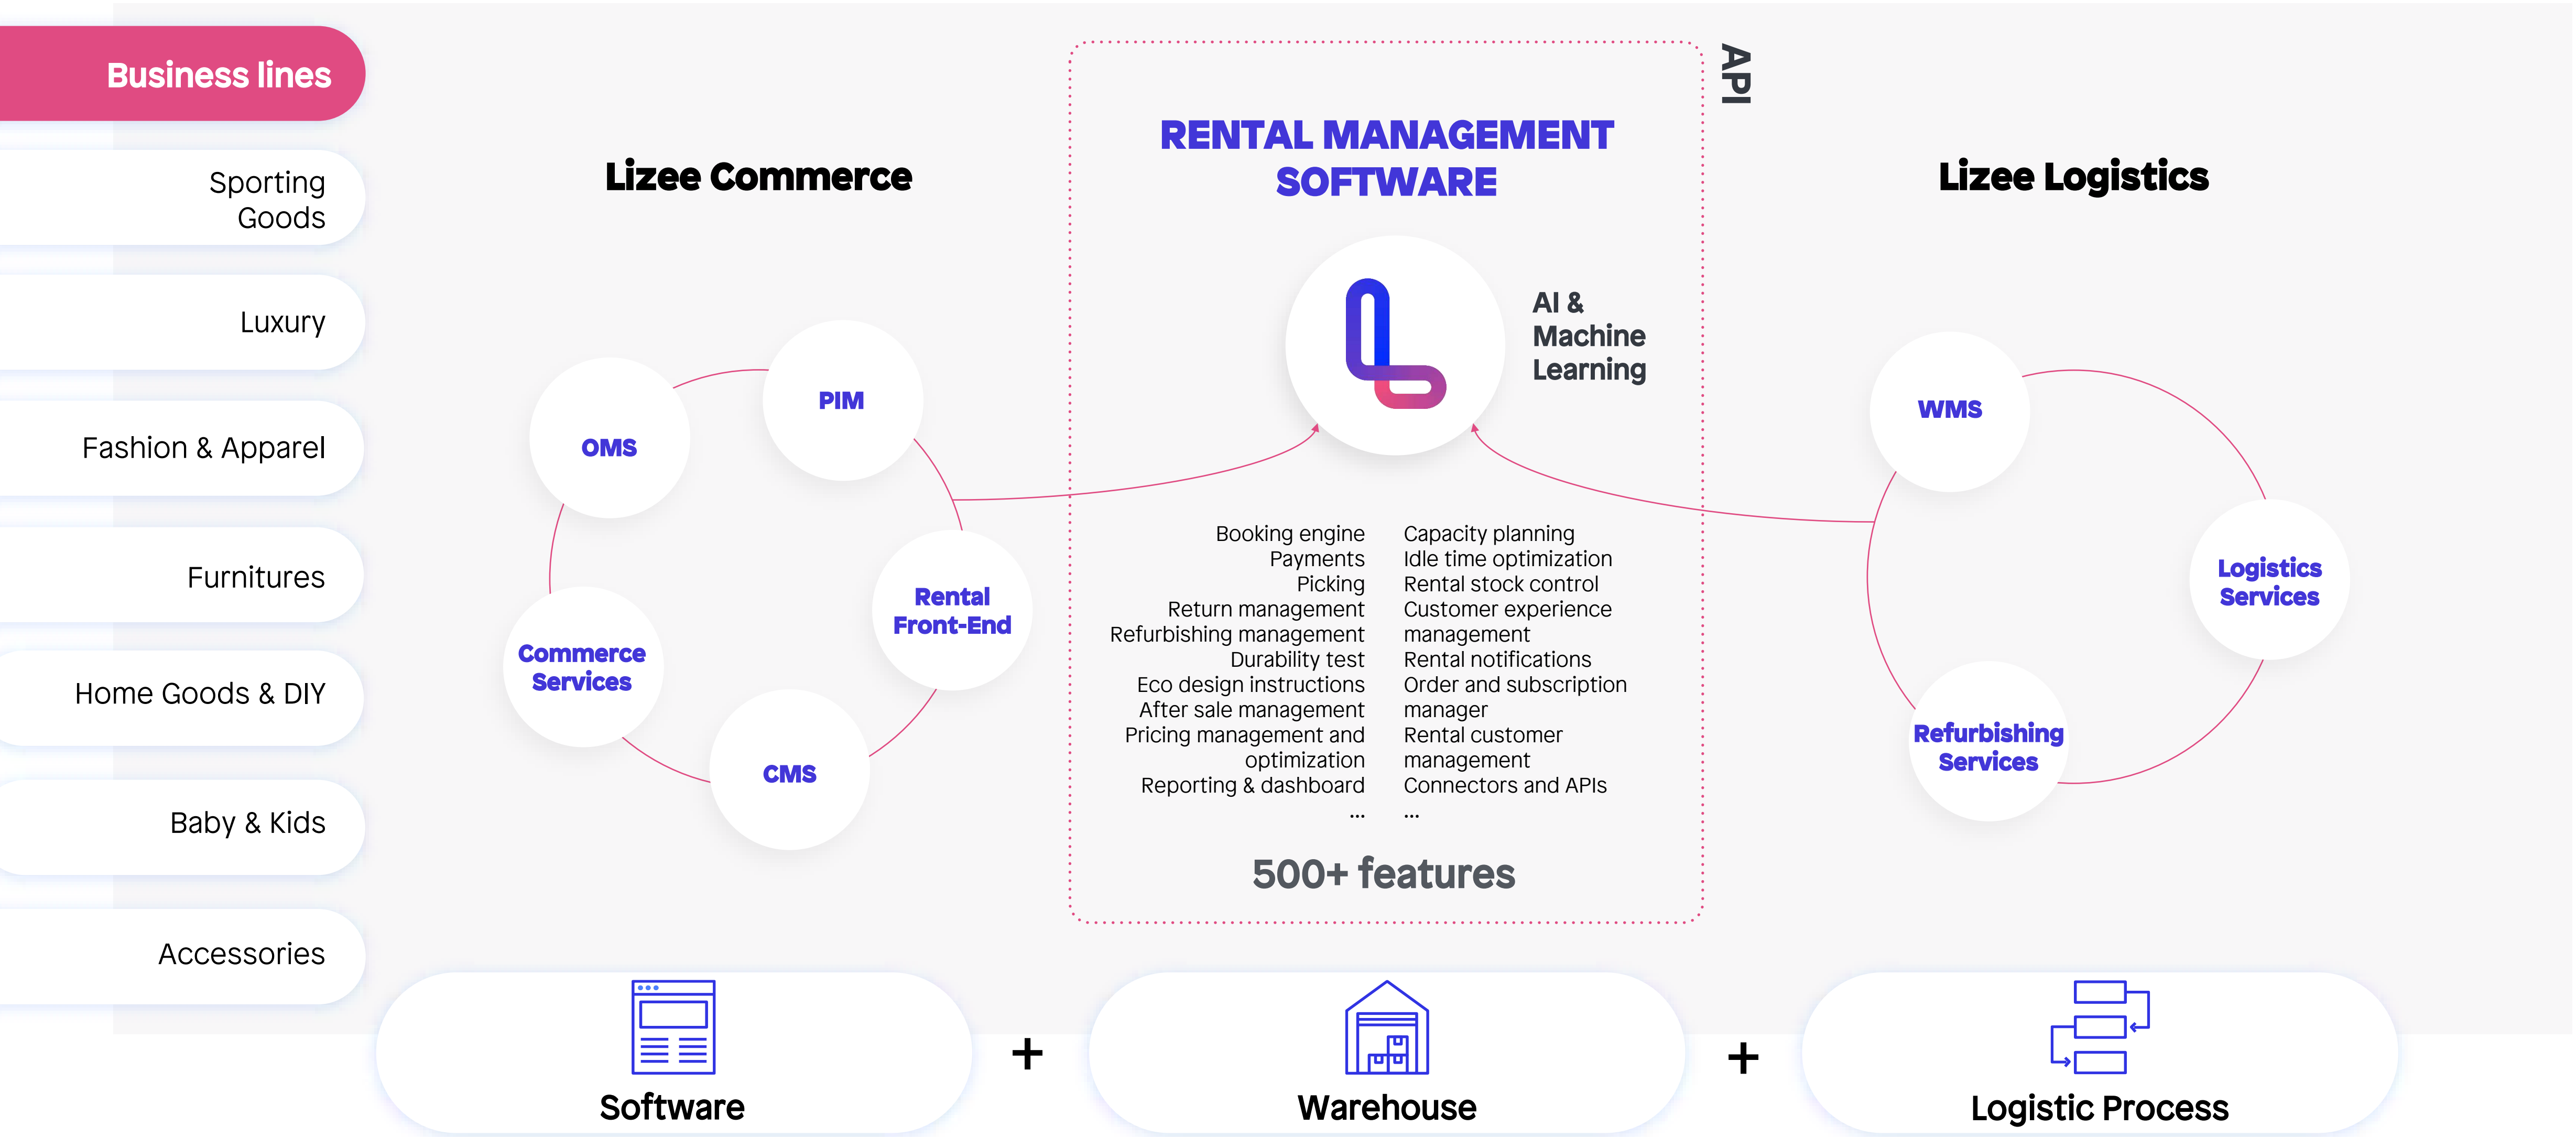 Business lines
Sporting
Goods
Luxury
Fashion & Apparel
Furnitures
Home Goods & DIY
Baby & Kids
Accessories
Lizee Commerce
OMS
PIM
Rental
Front-End
Commerce
Services
CMS
API
RENTAL MANAGEMENT
SOFTWARE
AI &
Machine
Learning
Booking engine
Payments
Picking
Return management
Refurbishing management
Durability test
Eco design instructions
After sale management
Pricing management and
optimization
Reporting & dashboard
...
Capacity planning
Idle time optimization
Rental stock control
Customer experience
management
Rental notifications
Order and subscription
manager
Rental customer
management
Connectors and APIs
...
500+ features
Lizee Logistics
WMS
Logistics
Services
Refurbishing
Services
Software
+
Warehouse
+
Logistic Process